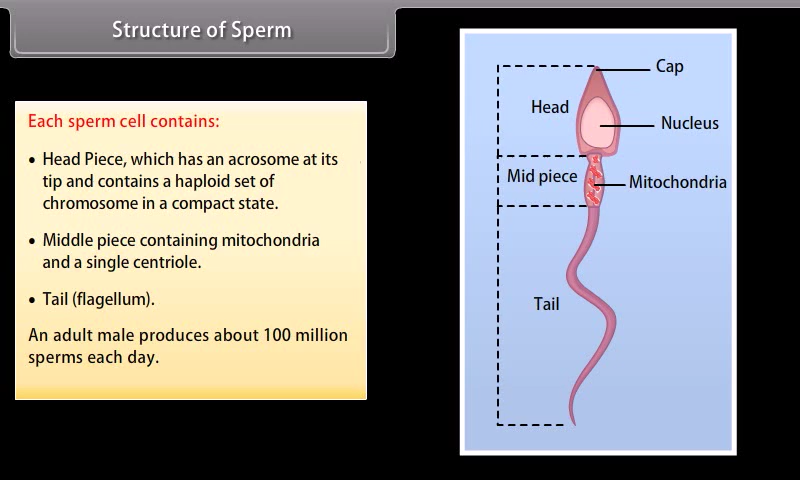 Structure of Sperm
Each sperm cell contains:
• Head Piece, which has an acrosome at its
tip and contains a haploid set of
chromosome in a compact state.
• Middle piece containing mitochondria
and a single centriole.
• Tail (flagellum).
An adult male produces about 100 million
sperms each day.
Cap
Head
Nucleus
Mid piece
Mitochondria
Tail